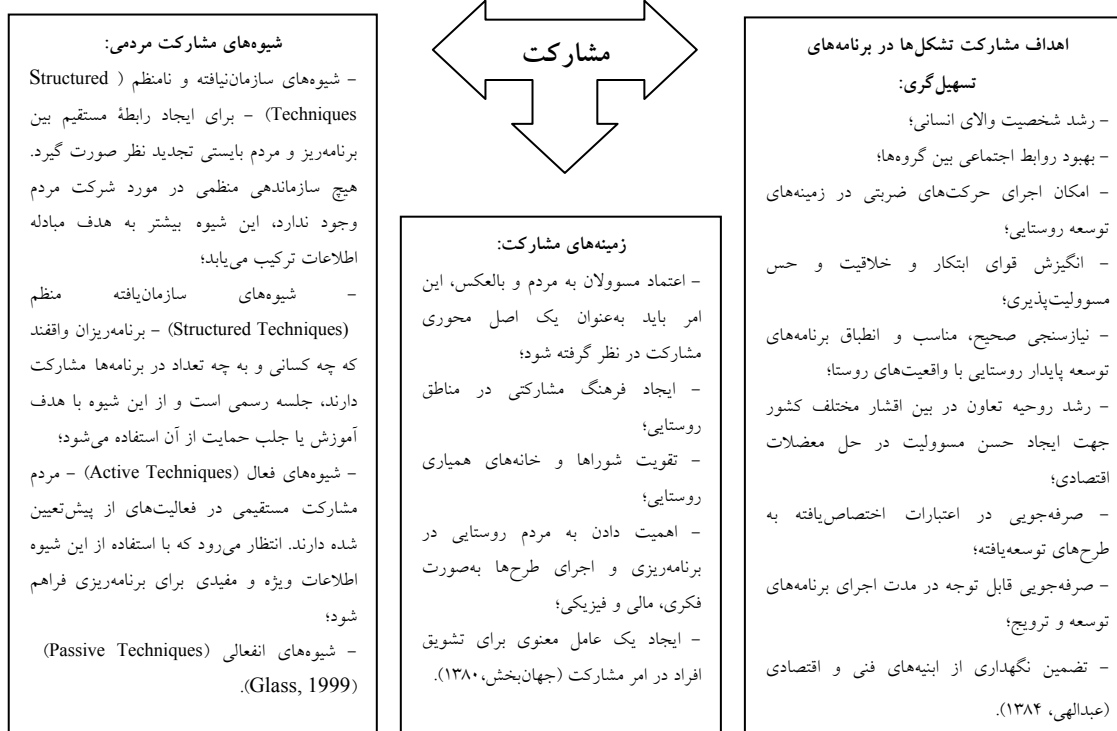 مشارکت
اهداف مشارکت تشکل‌ها در برنامه‌های
تسهیل‌گری:
- رشد شخصیت والای انسانی؛
- بهبود روابط اجتماعی بین گروه‌ها؛
- امکان اجرای حرکت‌های ضربتی در زمینه‌های
توسعه روستایی؛
- انگیزش قوای ابتکار و خلاقیت و حس
مسوولیت‌پذیری؛
- نیازسنجی صحیح، مناسب و انطباق برنامه‌های
توسعه پایدار روستایی با واقعیت‌های روستا؛
- رشد روحیه تعاون در بین اقشار مختلف کشور
جهت ایجاد حسن مسوولیت در حل معضلات
اقتصادی؛
- صرفه‌جویی در اعتبارات اختصاص‌یافته به
طرح‌های توسعه‌یافته؛
- صرفه‌جویی قابل توجه در مدت اجرای برنامه‌های
توسعه و ترویج؛
- تضمین نگهداری از ابنیه‌های فنی و اقتصادی
(عبدالهی، ۱۳۸۴).
زمینه‌های مشارکت:
- اعتماد مسوولان به مردم و بالعکس، این
امر باید به‌عنوان یک اصل محوری
مشارکت در نظر گرفته شود؛
- ایجاد فرهنگ مشارکتی در مناطق
روستایی؛
- تقویت شوراها و خانه‌های همیاری
روستایی؛
- اهمیت دادن به مردم روستایی در
برنامه‌ریزی و اجرای طرح‌ها به‌صورت
فکری، مالی و فیزیکی؛
- ایجاد یک عامل معنوی برای تشویق
افراد در امر مشارکت (جهان‌بخش،۱۳۸۰).
شیوه‌های مشارکت مردمی:
- شیوه‌های سازمان‌نیافته و نامنظم ( Structured
Techniques) - برای ایجاد رابطهٔ مستقیم بین
برنامه‌ریز و مردم بایستی تجدید نظر صورت گیرد.
هیچ سازماندهی منظمی در مورد شرکت مردم
وجود ندارد، این شیوه بیشتر به هدف مبادله
اطلاعات ترکیب می‌یابد؛
- شیوه‌های سازمان‌یافته منظم
(Structured Techniques) - برنامه‌ریزان واقفند
که چه کسانی و به چه تعداد در برنامه‌ها مشارکت
دارند، جلسه رسمی است و از این شیوه با هدف
آموزش یا جلب حمایت از آن استفاده می‌شود؛
- شیوه‌های فعال (Active Techniques) - مردم
مشارکت مستقیمی در فعالیت‌های از پیش‌تعیین
شده دارند. انتظار می‌رود که با استفاده از این شیوه
اطلاعات ویژه و مفیدی برای برنامه‌ریزی فراهم
شود؛
- شیوه‌های انفعالی (Passive Techniques)
(Glass, 1999).